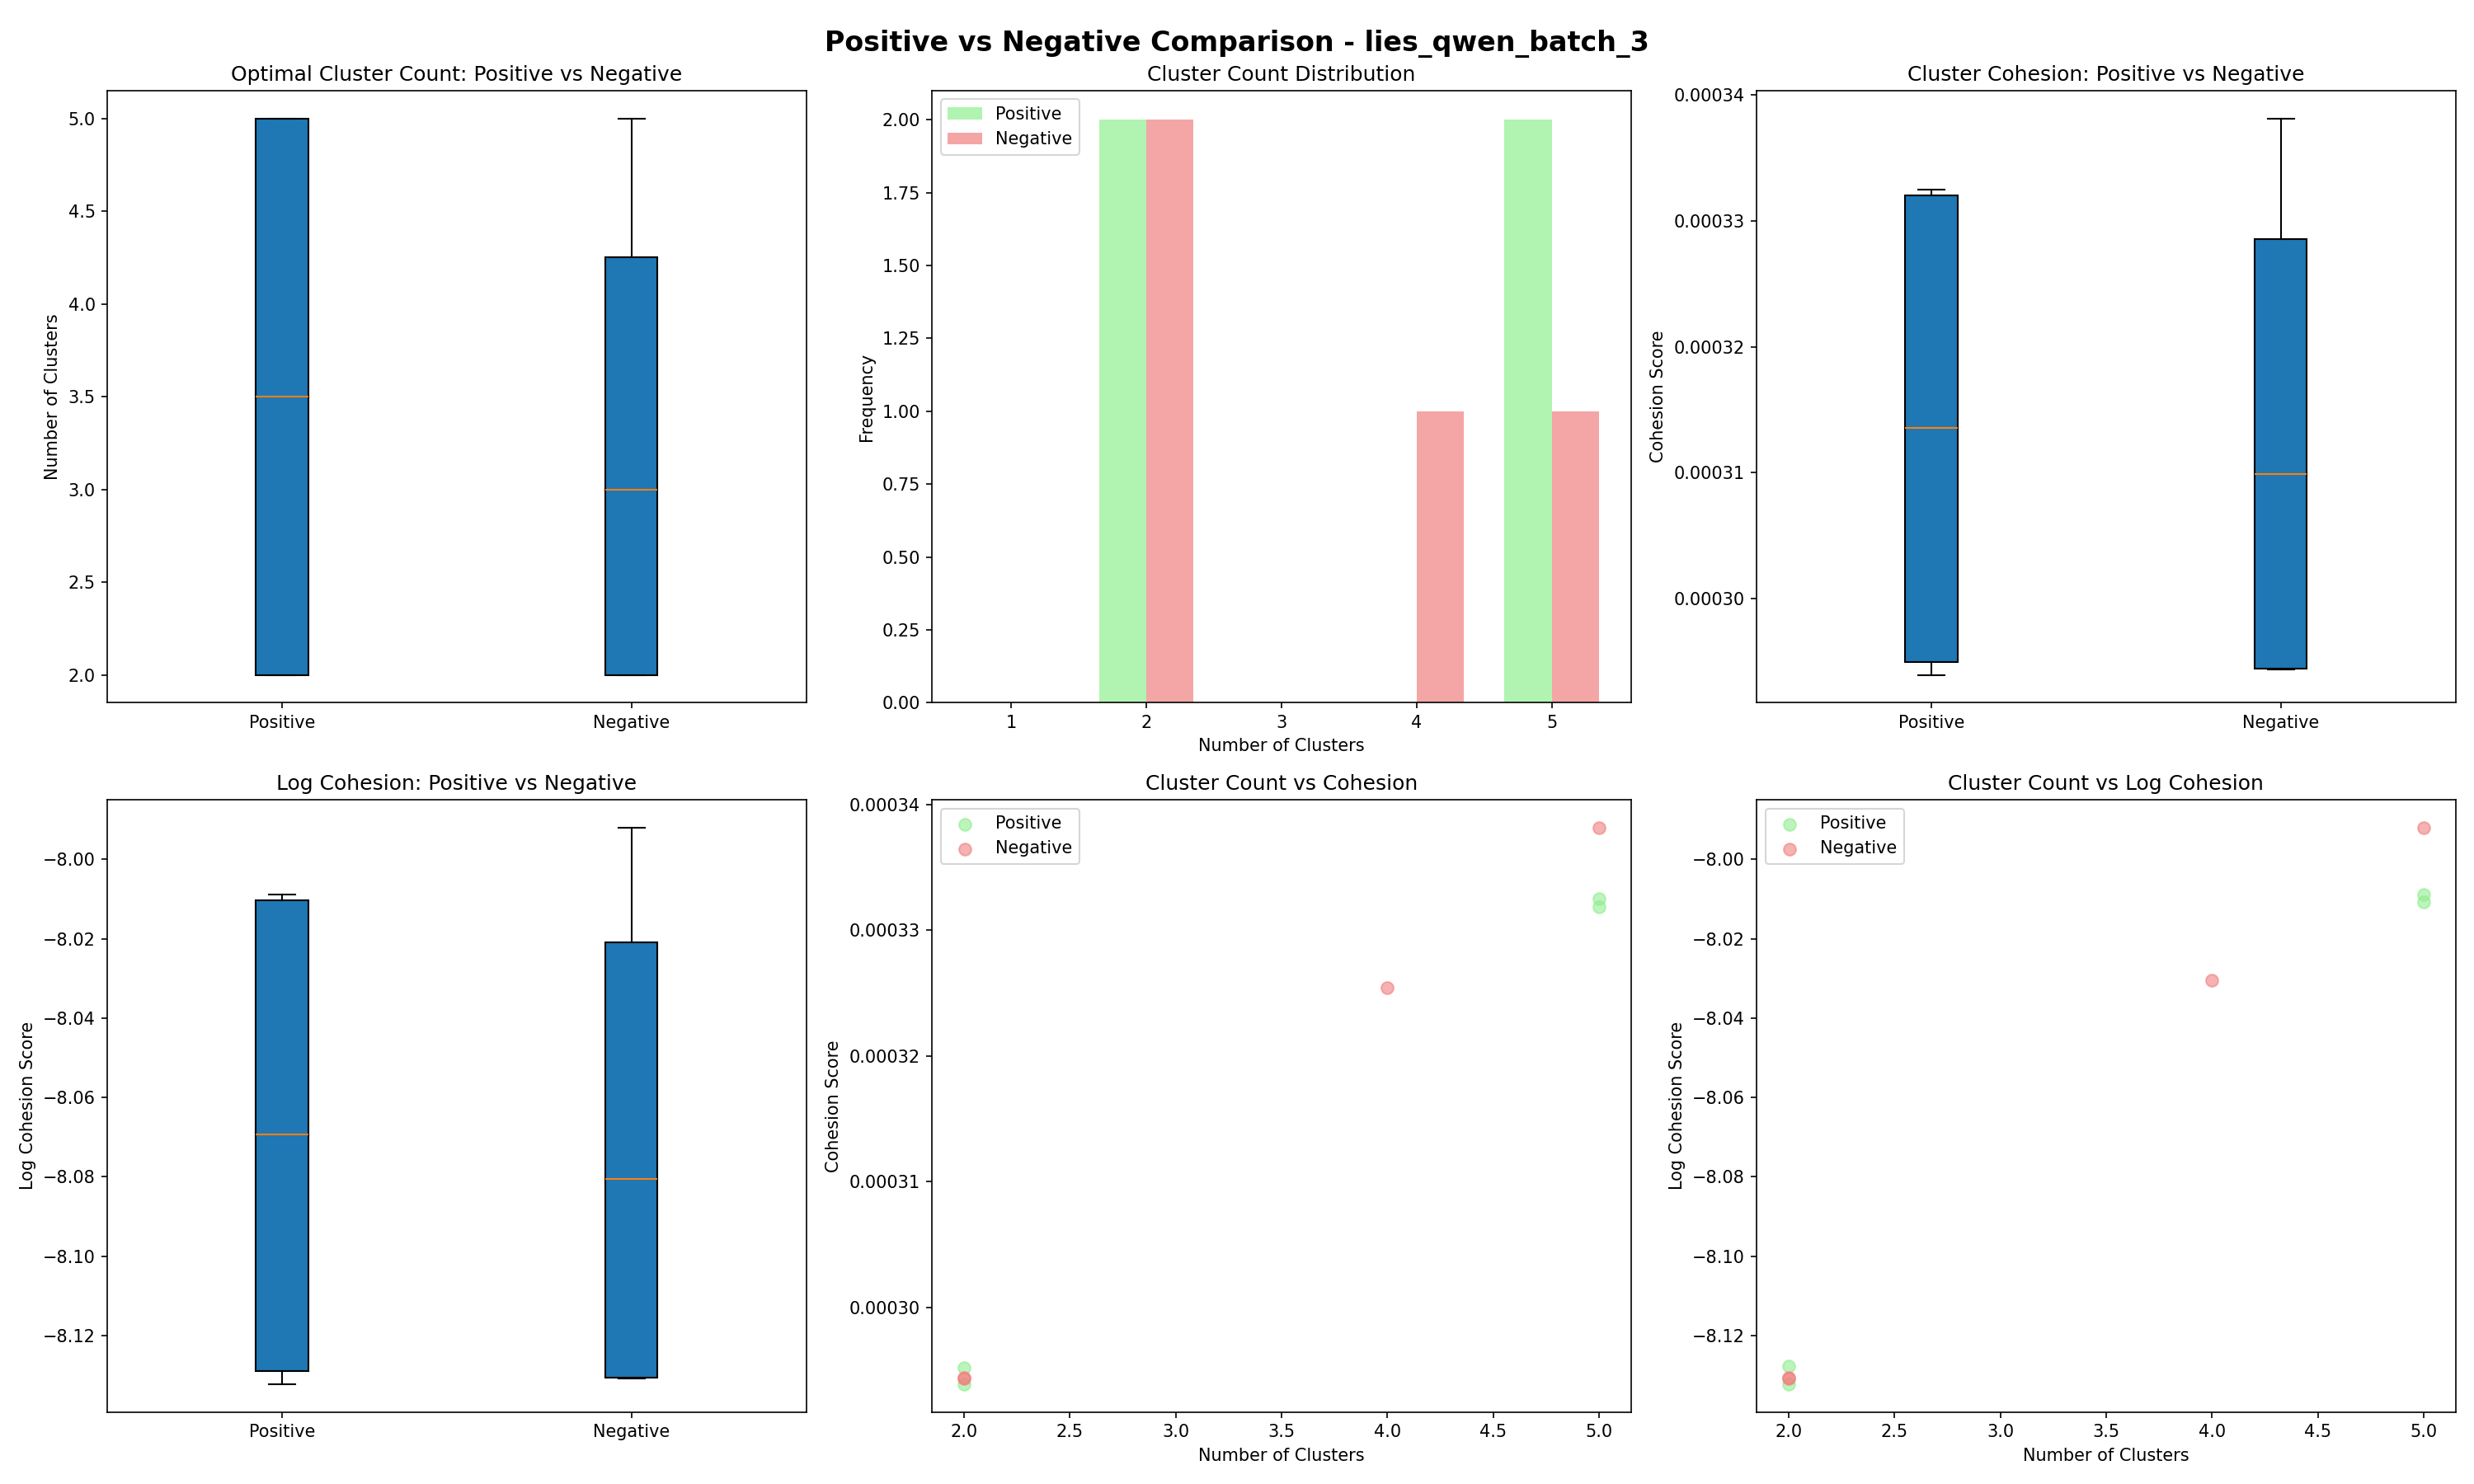 Positive vs Negative Comparison - lies_qwen_batch_3
Optimal Cluster Count: Positive vs Negative
5.0
4.5
4.0
3.5
3.0
2.5
2.0
Number of Clusters
Positive
Negative
Cluster Count Distribution
Positive
Negative
2.00
1.75
1.50
1.25
1.00
0.75
0.50
0.25
0.00
Frequency
1
2
3
4
5
Number of Clusters
Cluster Cohesion: Positive vs Negative
0.00034
0.00033
0.00032
0.00031
0.00030
Cohesion Score
Positive
Negative
Log Cohesion: Positive vs Negative
−8.00
−8.02
−8.04
−8.06
−8.08
−8.10
−8.12
Log Cohesion Score
Positive
Negative
Cluster Count vs Cohesion
Positive
Negative
0.00034
0.00033
0.00032
0.00031
0.00030
Cohesion Score
2.0
2.5
3.0
3.5
4.0
4.5
5.0
Number of Clusters
Cluster Count vs Log Cohesion
Positive
Negative
−8.00
−8.02
−8.04
−8.06
−8.08
−8.10
−8.12
Log Cohesion Score
2.0
2.5
3.0
3.5
4.0
4.5
5.0
Number of Clusters